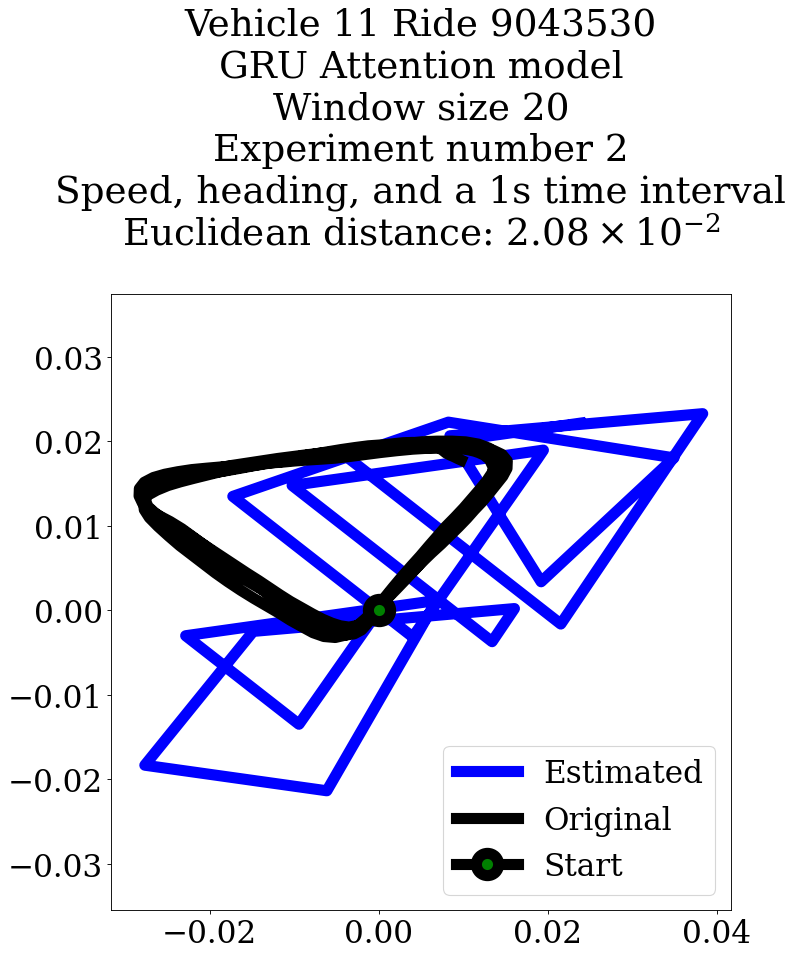 Vehicle 11 Ride 9043530
GRU Attention model
Window size 20
Experiment number 2
Speed, heading, and a 1s time interval
Euclidean distance: 2.08 × 10⁻²
0.03
0.02
0.01
0.00
−0.01
−0.02
−0.03
Estimated
Original
Start
−0.02 0.00 0.02 0.04